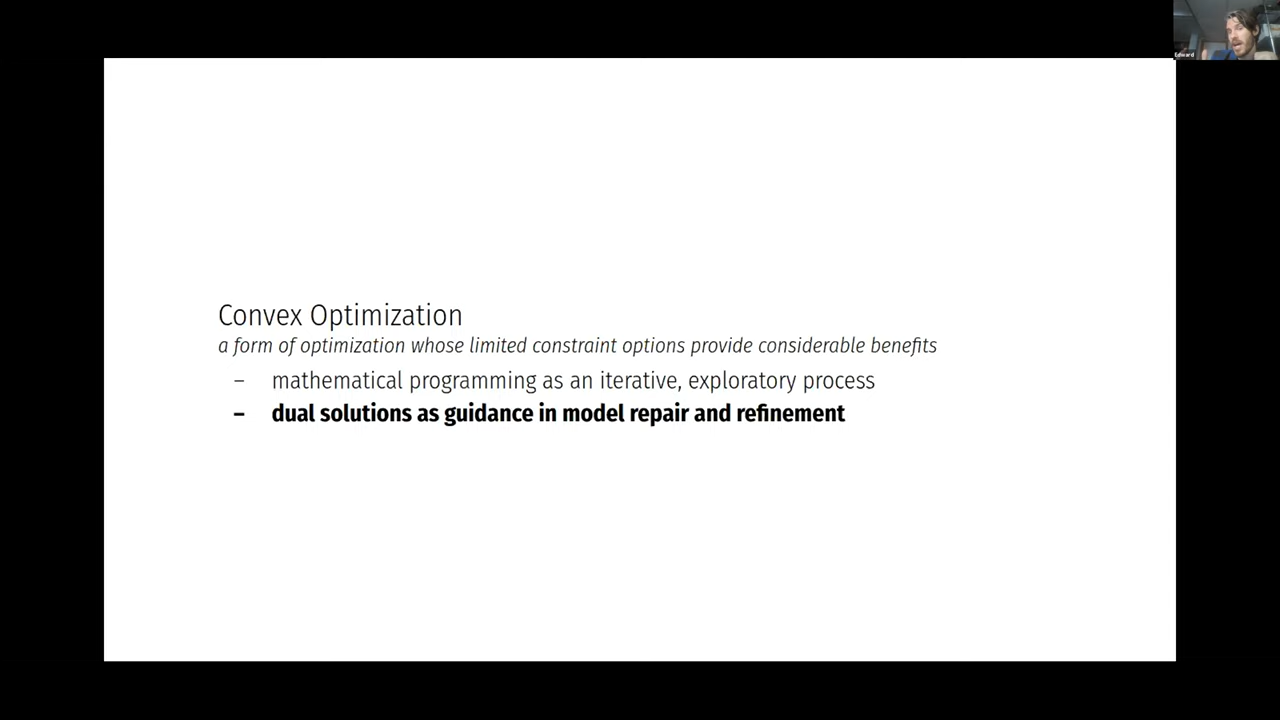 Edward
Convex Optimization
a form of optimization whose limited constraint options provide considerable benefits
– mathematical programming as an iterative, exploratory process
– dual solutions as guidance in model repair and refinement